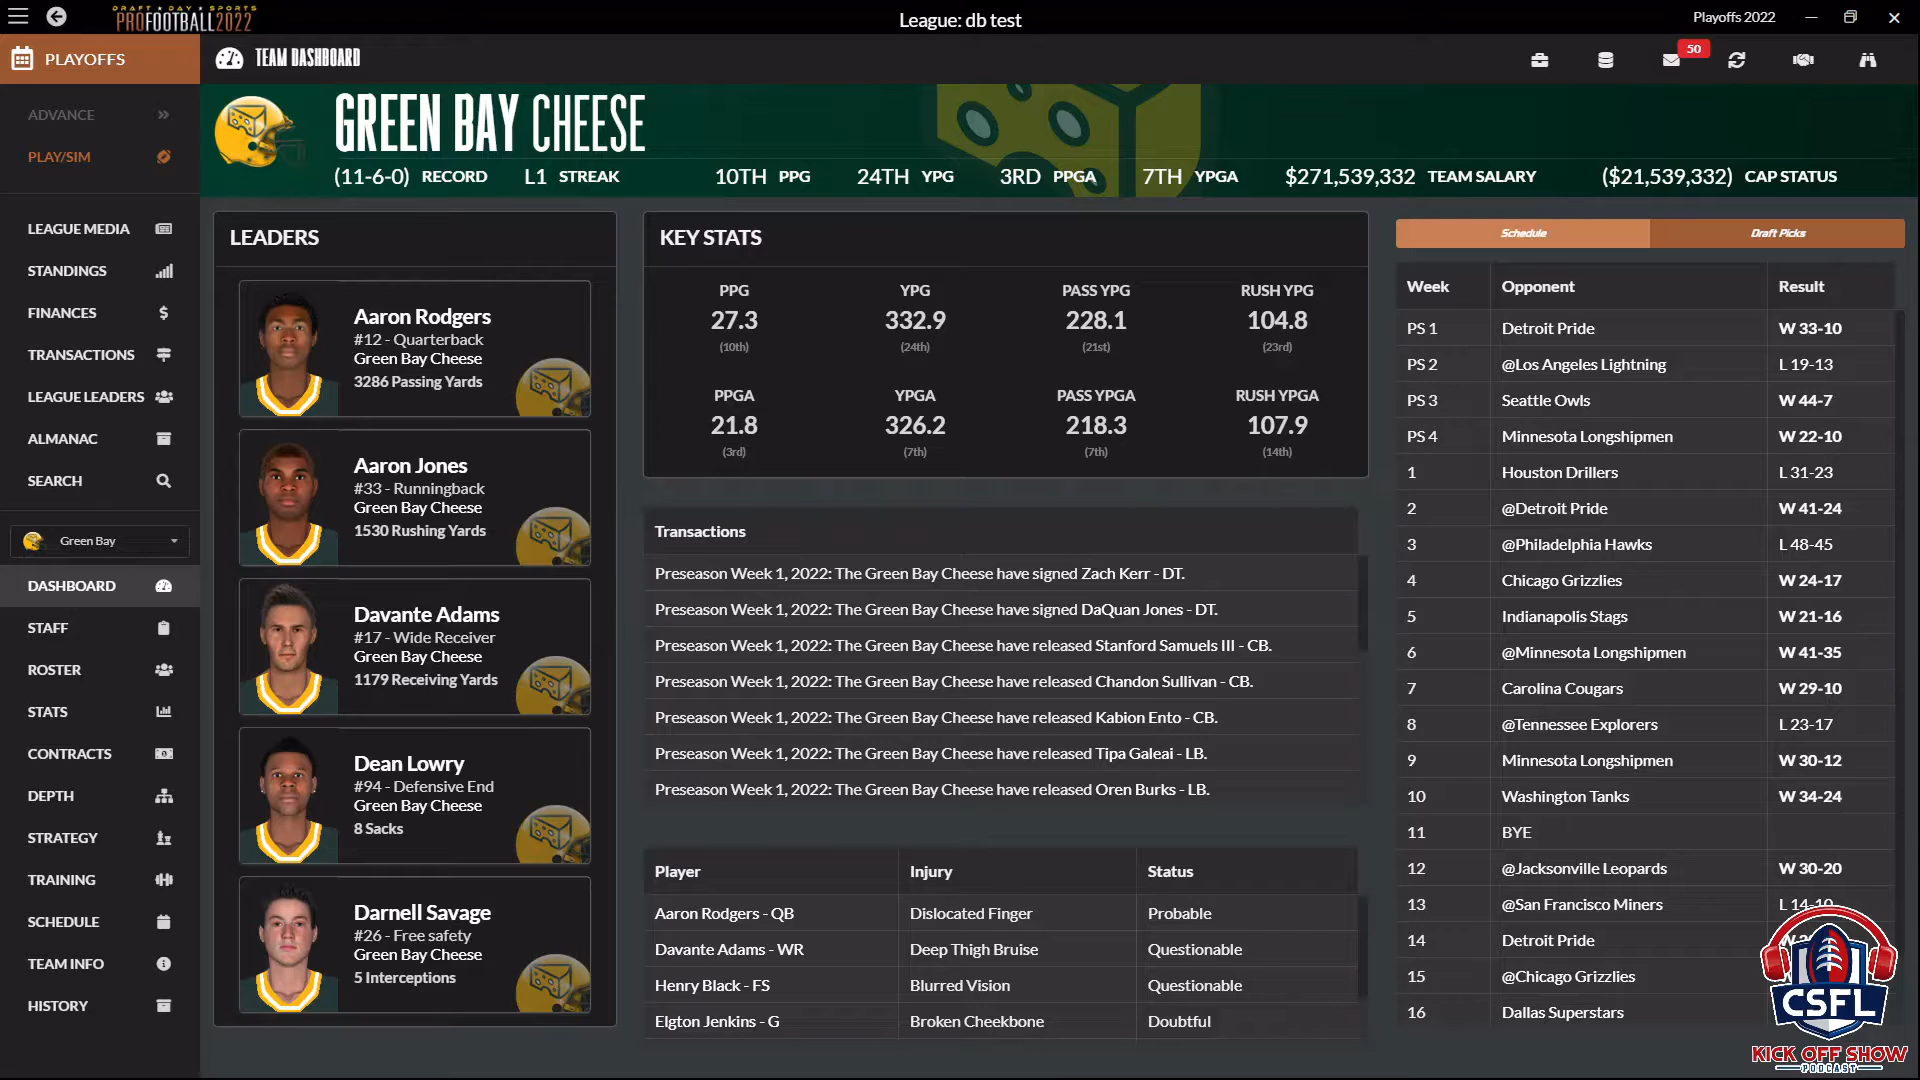 DRAFT DAY SPORTS
PRO FOOTBALL 2022
League: db test
Playoffs 2022
PLAYOFFS
TEAM DASHBOARD
50
ADVANCE
PLAY/SIM
GREEN BAY CHEESE
(11-6-0) RECORD L1 STREAK 10TH PPG 24TH YPG 3RD PPGA 7TH YPGA $271,539,332 TEAM SALARY ($21,539,332) CAP STATUS
LEAGUE MEDIA
STANDINGS
FINANCES
TRANSACTIONS
LEAGUE LEADERS
ALMANAC
SEARCH
Green Bay
DASHBOARD
STAFF
ROSTER
STATS
CONTRACTS
DEPTH
STRATEGY
TRAINING
SCHEDULE
TEAM INFO
HISTORY
LEADERS
Aaron Rodgers
#12 - Quarterback
Green Bay Cheese
3286 Passing Yards
Aaron Jones
#33 - Runningback
Green Bay Cheese
1530 Rushing Yards
Davante Adams
#17 - Wide Receiver
Green Bay Cheese
1179 Receiving Yards
Dean Lowry
#94 - Defensive End
Green Bay Cheese
8 Sacks
Darnell Savage
#26 - Free safety
Green Bay Cheese
5 Interceptions
KEY STATS
PPG YPG PASS YPG RUSH YPG
27.3 332.9 228.1 104.8
(10th) (24th) (21st) (23rd)
PPGA YPGA PASS YPGA RUSH YPGA
21.8 326.2 218.3 107.9
(3rd) (7th) (7th) (14th)
Transactions
Preseason Week 1, 2022: The Green Bay Cheese have signed Zach Kerr - DT.
Preseason Week 1, 2022: The Green Bay Cheese have signed DaQuan Jones - DT.
Preseason Week 1, 2022: The Green Bay Cheese have released Stanford Samuels III - CB.
Preseason Week 1, 2022: The Green Bay Cheese have released Chandon Sullivan - CB.
Preseason Week 1, 2022: The Green Bay Cheese have released Kabion Ento - CB.
Preseason Week 1, 2022: The Green Bay Cheese have released Tipa Galeai - LB.
Preseason Week 1, 2022: The Green Bay Cheese have released Oren Burks - LB.
Player Injury Status
Aaron Rodgers - QB Dislocated Finger Probable
Davante Adams - WR Deep Thigh Bruise Questionable
Henry Black - FS Blurred Vision Questionable
Elgton Jenkins - G Broken Cheekbone Doubtful
Schedule Draft Picks
Week Opponent Result
PS 1 Detroit Pride W 33-10
PS 2 @Los Angeles Lightning L 19-13
PS 3 Seattle Owls W 44-7
PS 4 Minnesota Longshipmen W 22-10
1 Houston Drillers L 31-23
2 @Detroit Pride W 41-24
3 @Philadelphia Hawks L 48-45
4 Chicago Grizzlies W 24-17
5 Indianapolis Stags W 21-16
6 @Minnesota Longshipmen W 41-35
7 Carolina Cougars W 29-10
8 @Tennessee Explorers L 23-17
9 Minnesota Longshipmen W 30-12
10 Washington Tanks W 34-24
11 BYE
12 @Jacksonville Leopards W 30-20
13 @San Francisco Miners L 14-10
14 Detroit Pride
15 @Chicago Grizzlies
16 Dallas Superstars
CSFL
KICK OFF SHOW
PODCAST